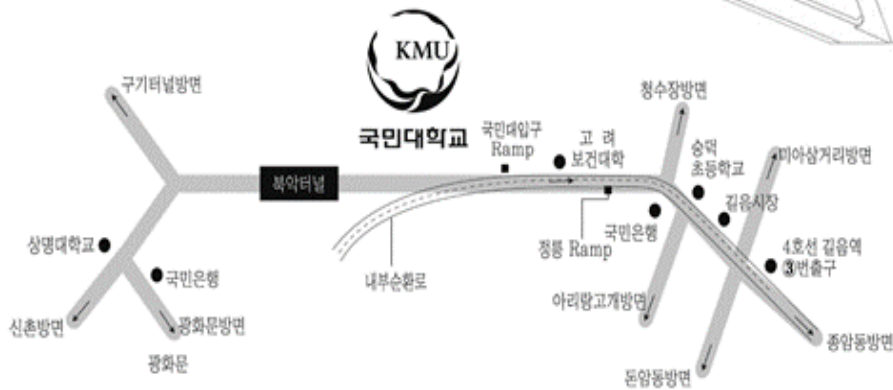 KMU
국민대학교
구기터널방면
북악터널
국민대입구
Ramp
고 려
보건대학
청수장방면
숭덕
초등학교
미아삼거리방면
길음시장
상명대학교
국민은행
내부순환로
정릉 Ramp
국민은행
4호선 길음역
③번출구
신촌방면
광화문방면
광화문
아리랑고개방면
돈암동방면
종암동방면